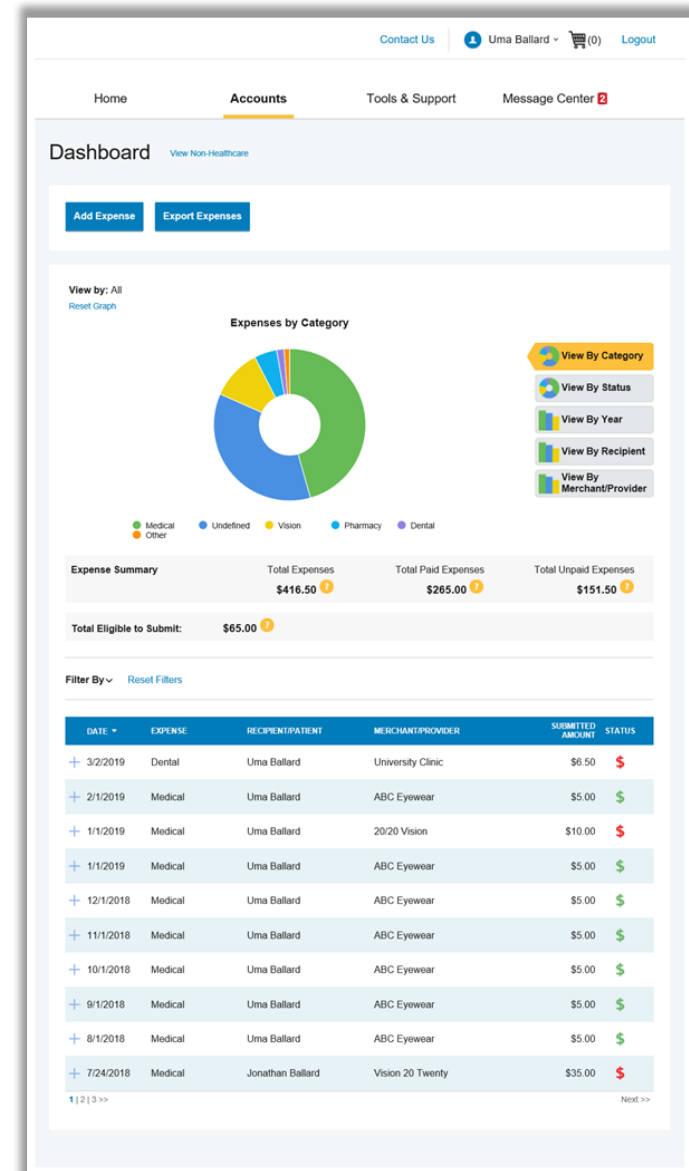 Contact Us Uma Ballard (0) Logout
Home Accounts Tools & Support Message Center 2
Dashboard View Non-Healthcare
Add Expense Export Expenses
View by: All
Reset Graph
Expenses by Category
View By Category
View By Status
View By Year
View By Recipient
View By
Merchant/Provider
Medical Undefined Vision Pharmacy Dental
Other
Expense Summary Total Expenses Total Paid Expenses Total Unpaid Expenses
$416.50 ? $265.00 ? $151.50 ?
Total Eligible to Submit: $65.00 ?
Filter By Reset Filters
DATE EXPENSE RECIPIENT/PATIENT MERCHANT/PROVIDER SUBMITTED AMOUNT STATUS
+ 3/2/2019 Dental Uma Ballard University Clinic $6.50 $
+ 2/1/2019 Medical Uma Ballard ABC Eyewear $5.00 $
+ 1/1/2019 Medical Uma Ballard 20/20 Vision $10.00 $
+ 1/1/2019 Medical Uma Ballard ABC Eyewear $5.00 $
+ 12/1/2018 Medical Uma Ballard ABC Eyewear $5.00 $
+ 11/1/2018 Medical Uma Ballard ABC Eyewear $5.00 $
+ 10/1/2018 Medical Uma Ballard ABC Eyewear $5.00 $
+ 9/1/2018 Medical Uma Ballard ABC Eyewear $5.00 $
+ 8/1/2018 Medical Uma Ballard ABC Eyewear $5.00 $
+ 7/24/2018 Medical Jonathan Ballard Vision 20 Twenty $35.00 $
1 | 2 | 3 >> Next >>